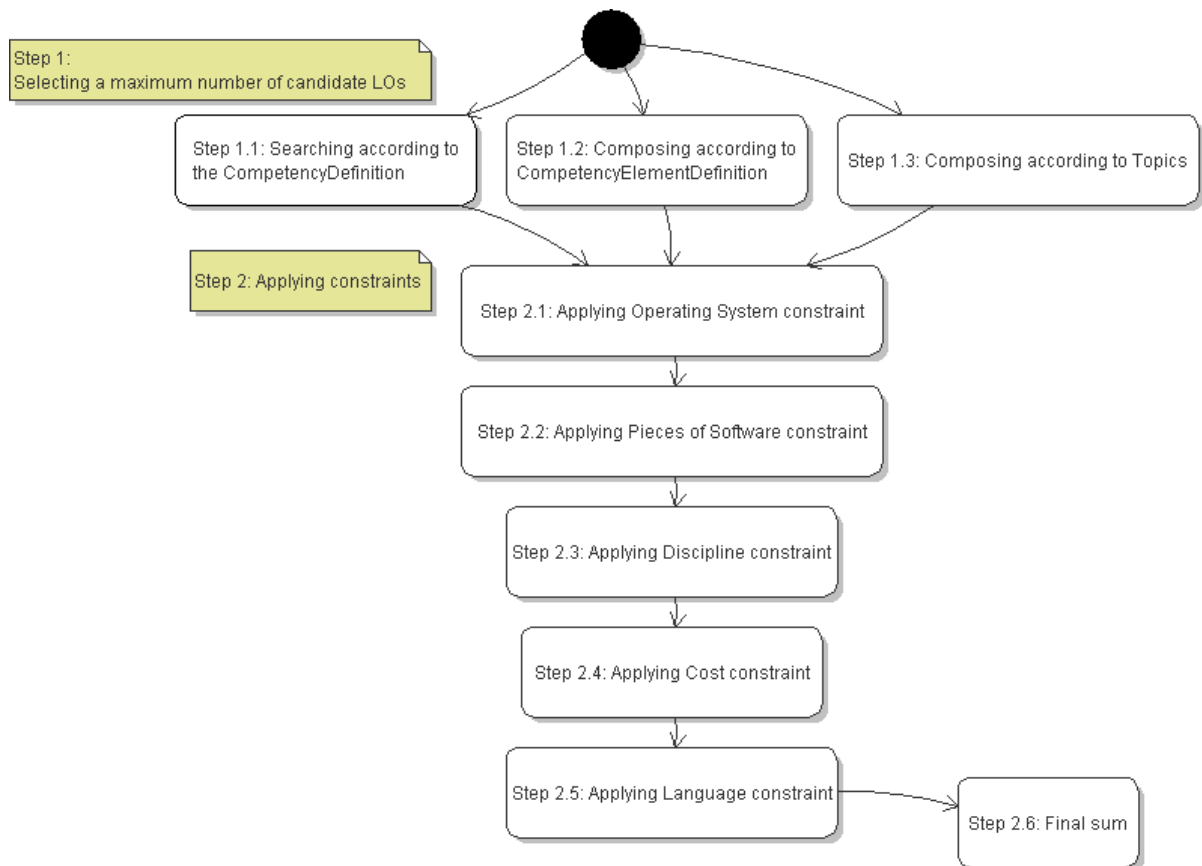 Step 1:
Selecting a maximum number of candidate LOs
Step 1.1: Searching according to
the CompetencyDefinition
Step 1.2: Composing according to
CompetencyElementDefinition
Step 1.3: Composing according to Topics
Step 2: Applying constraints
Step 2.1: Applying Operating System constraint
Step 2.2: Applying Pieces of Software constraint
Step 2.3: Applying Discipline constraint
Step 2.4: Applying Cost constraint
Step 2.5: Applying Language constraint
Step 2.6: Final sum